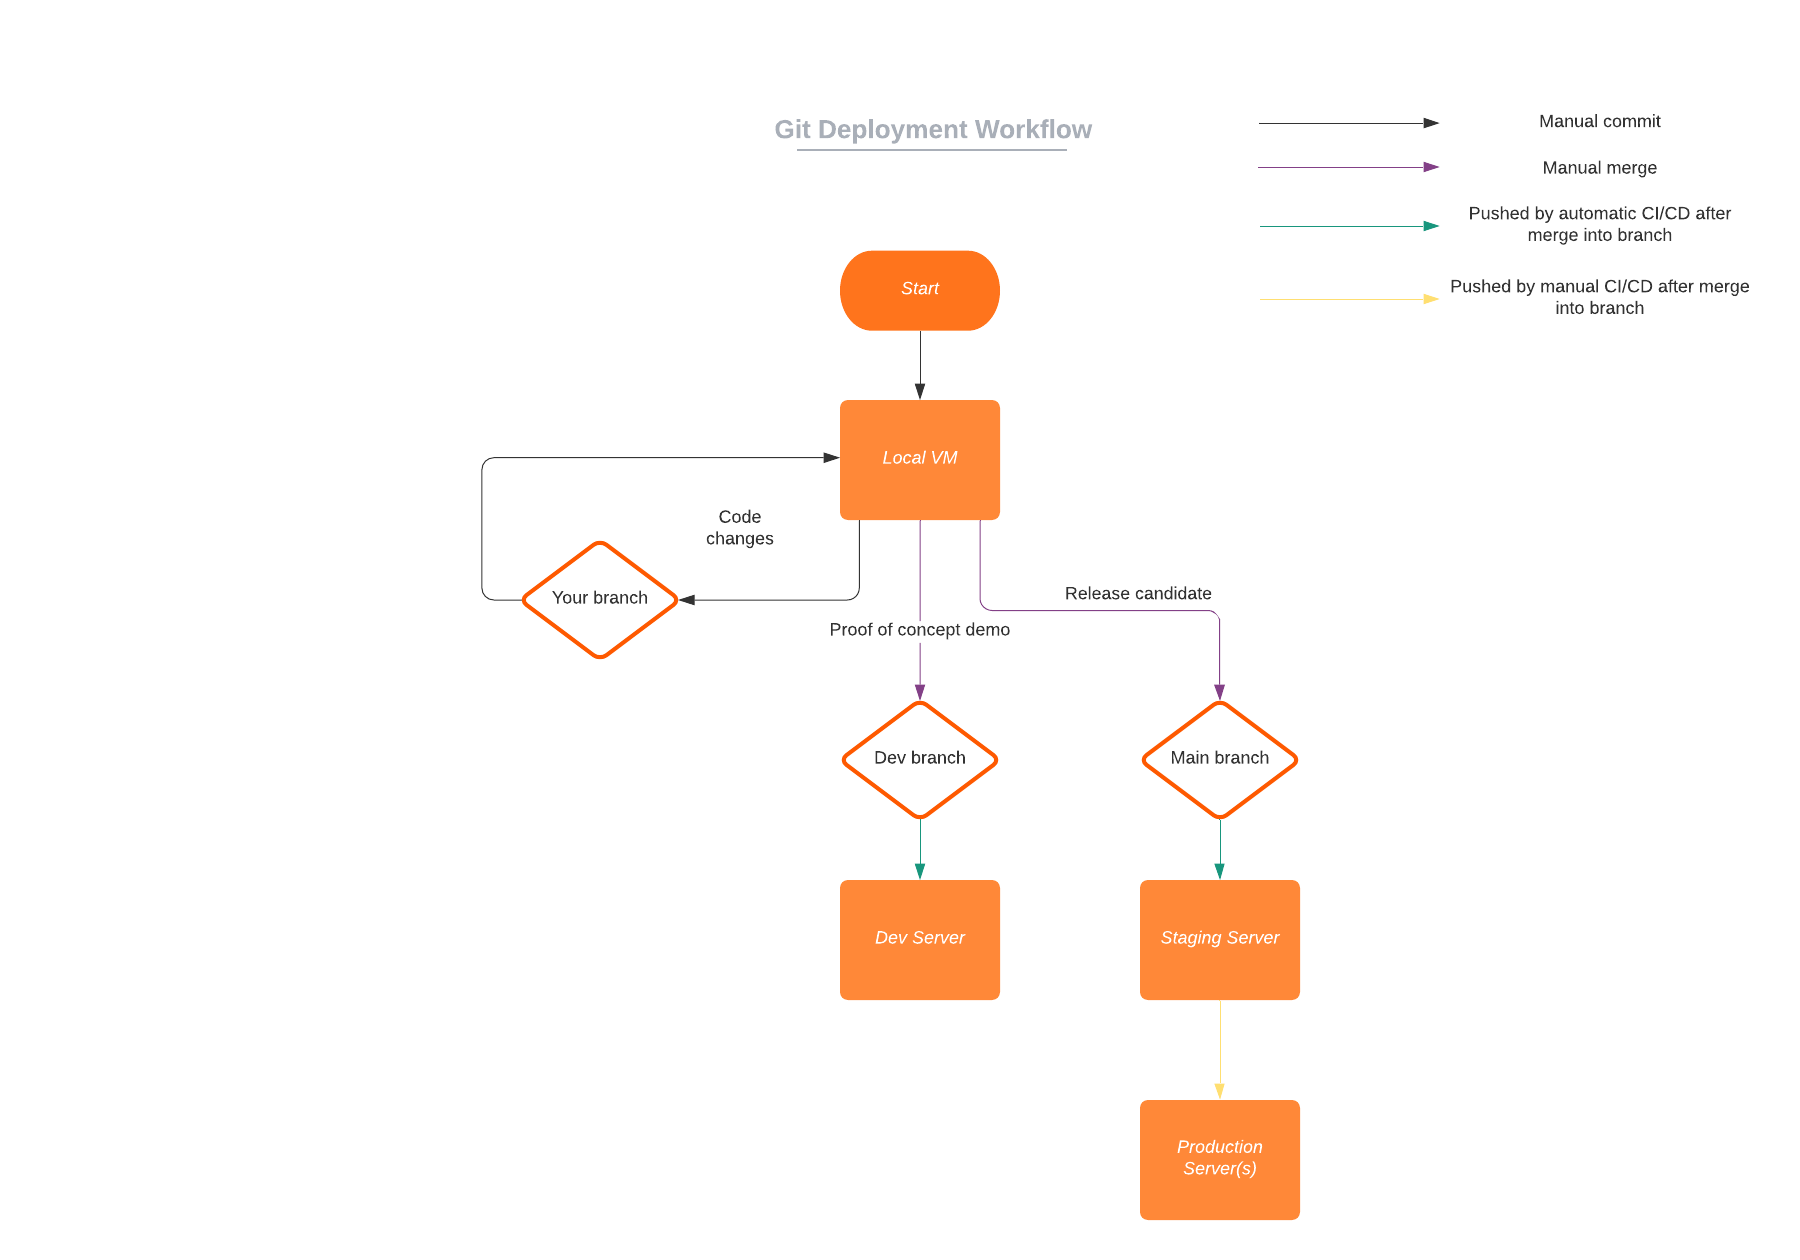 Git Deployment Workflow
Manual commit
Manual merge
Pushed by automatic CI/CD after
merge into branch
Pushed by manual CI/CD after merge
into branch
Start
Local VM
Code
changes
Your branch
Release candidate
Proof of concept demo
Dev branch
Main branch
Dev Server
Staging Server
Production
Server(s)